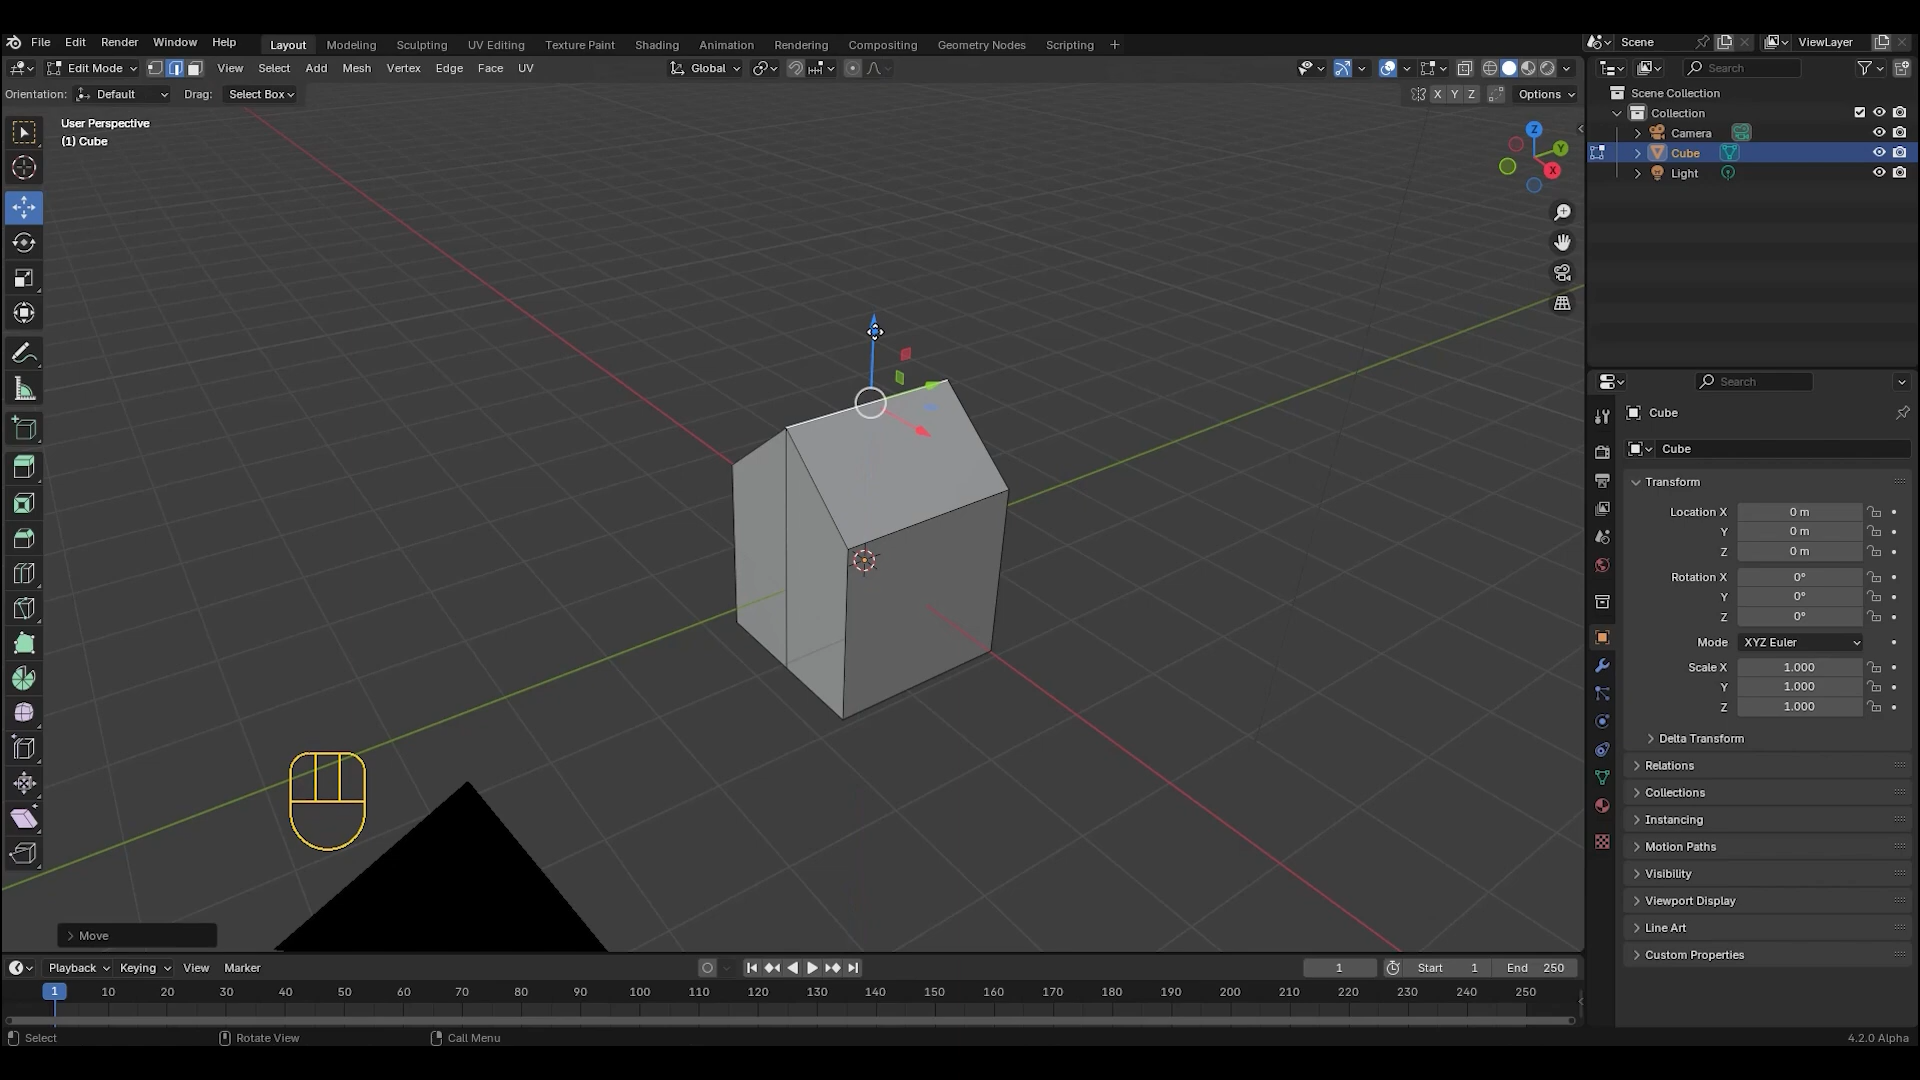 File Edit Render Window Help Layout Modeling Sculpting UV Editing Texture Paint Shading Animation Rendering Compositing Geometry Nodes Scripting + Scene ViewLayer
Edit Mode View Select Add Mesh Vertex Edge Face UV Global Search
Orientation: Default Drag: Select Box X Y Z Options
Scene Collection
Collection
Camera
Cube
Light
User Perspective
(1) Cube
Z
Y
X
Search
Cube
Cube
Transform
Location X 0 m
Y 0 m
Z 0 m
Rotation X 0°
Y 0°
Z 0°
Mode XYZ Euler
Scale X 1.000
Y 1.000
Z 1.000
Delta Transform
Relations
Collections
Instancing
Motion Paths
Visibility
Viewport Display
Line Art
Custom Properties
Move
Playback Keying View Marker 1 Start 1 End 250
1 10 20 30 40 50 60 70 80 90 100 110 120 130 140 150 160 170 180 190 200 210 220 230 240 250
Select Rotate View Call Menu 4.2.0 Alpha